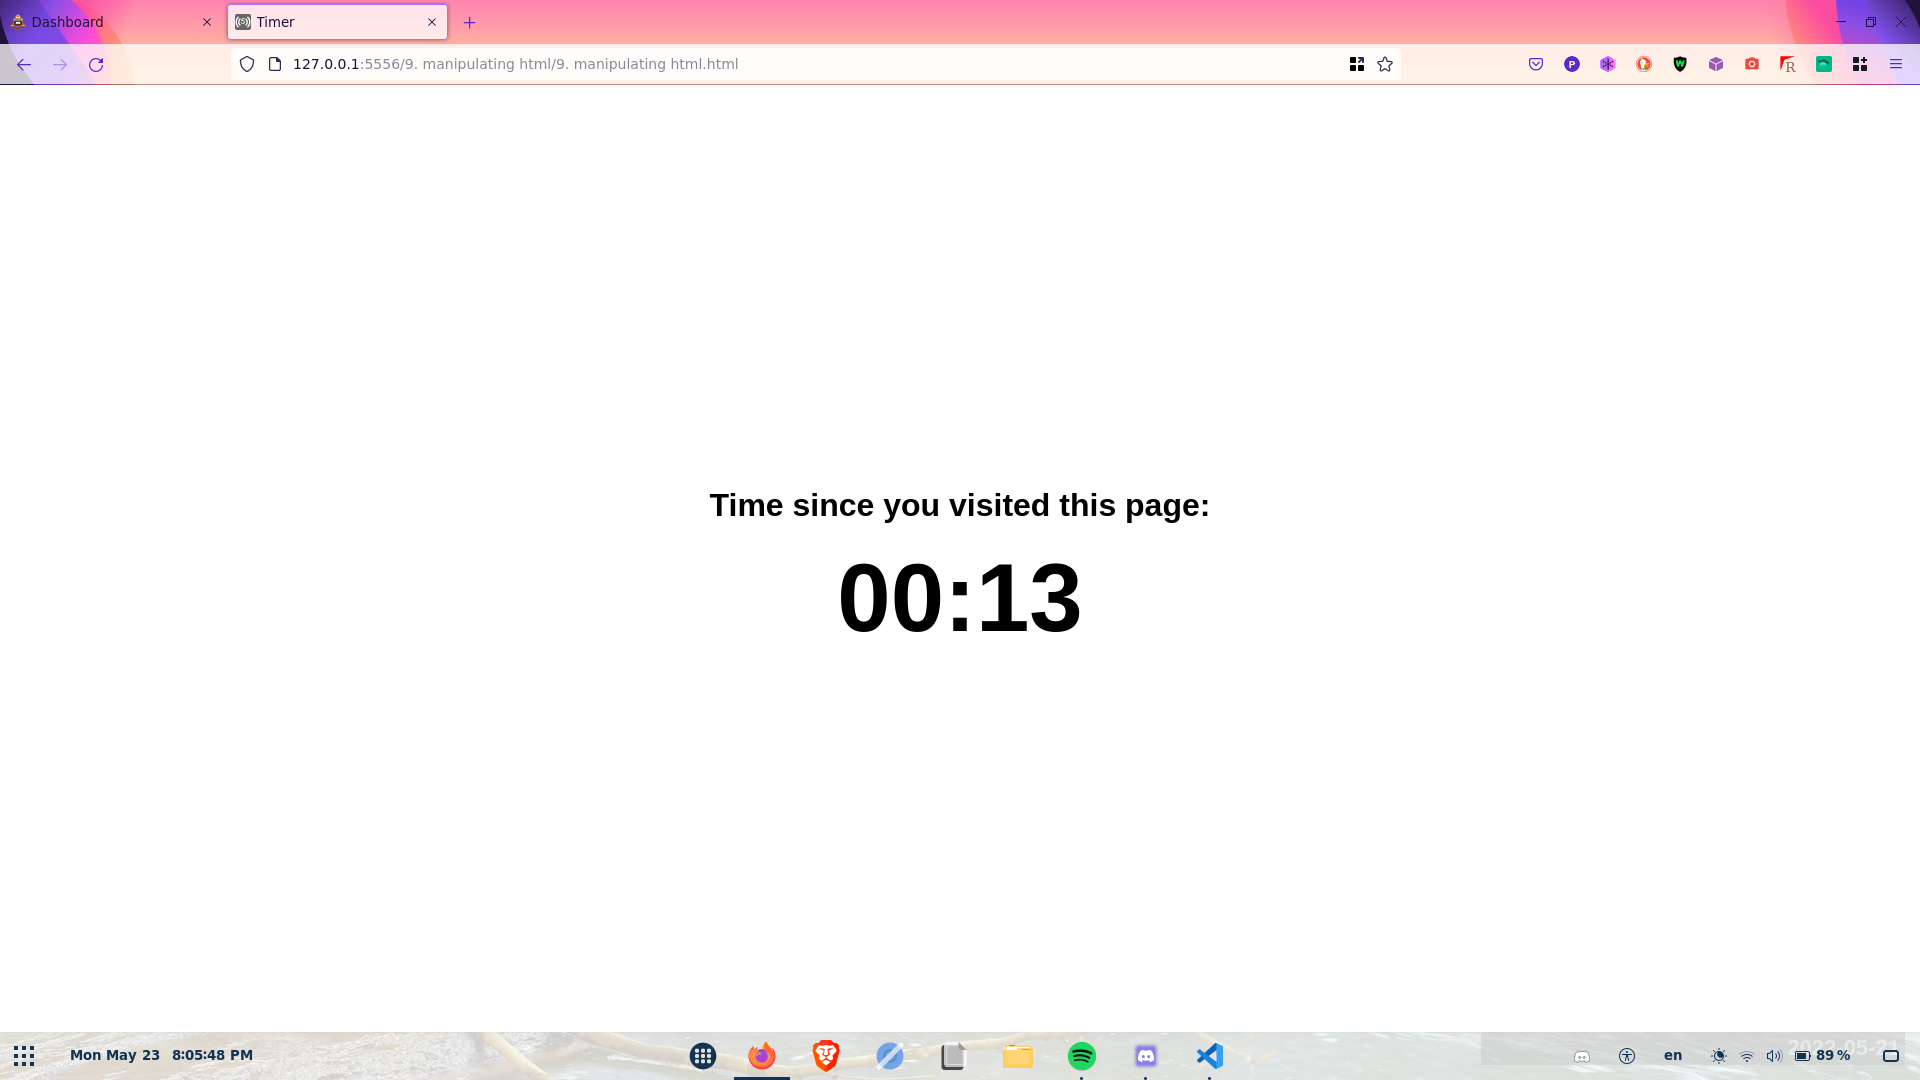 Dashboard
Timer
127.0.0.1:5556/9. manipulating html/9. manipulating html.html
Time since you visited this page:
00:13
Mon May 23 8:05:48 PM
en
89 %
2022-05-21